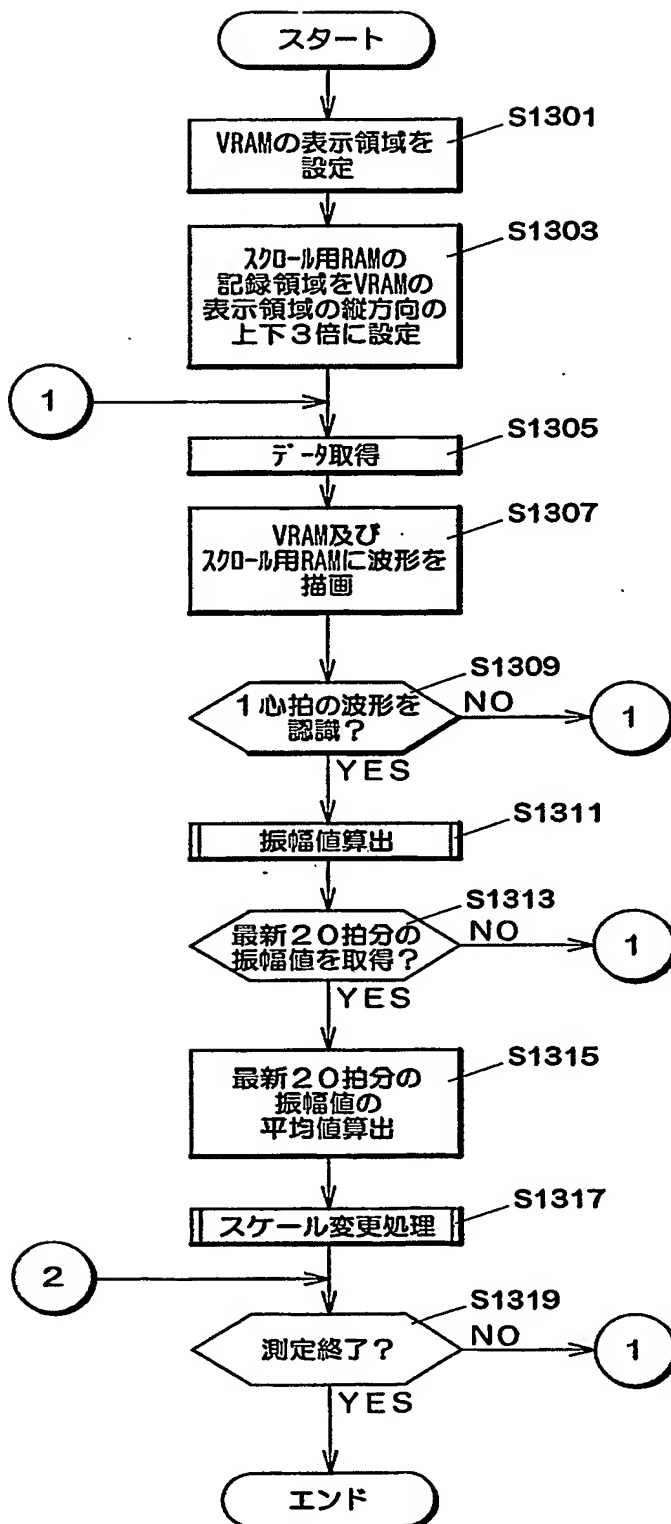 スタート
S1301
VRAMの表示領域を
設定
S1303
スクロール用RAMの
記録領域をVRAMの
表示領域の縦方向の
上下3倍に設定
1
S1305
データ取得
S1307
VRAM及び
スクロール用RAMに波形を
描画
S1309
1心拍の波形を
認識?
NO
1
YES
S1311
振幅値算出
S1313
最新20拍分の
振幅値を取得?
NO
1
YES
S1315
最新20拍分の
振幅値の
平均値算出
S1317
スケール変更処理
2
S1319
測定終了?
NO
1
YES
エンド